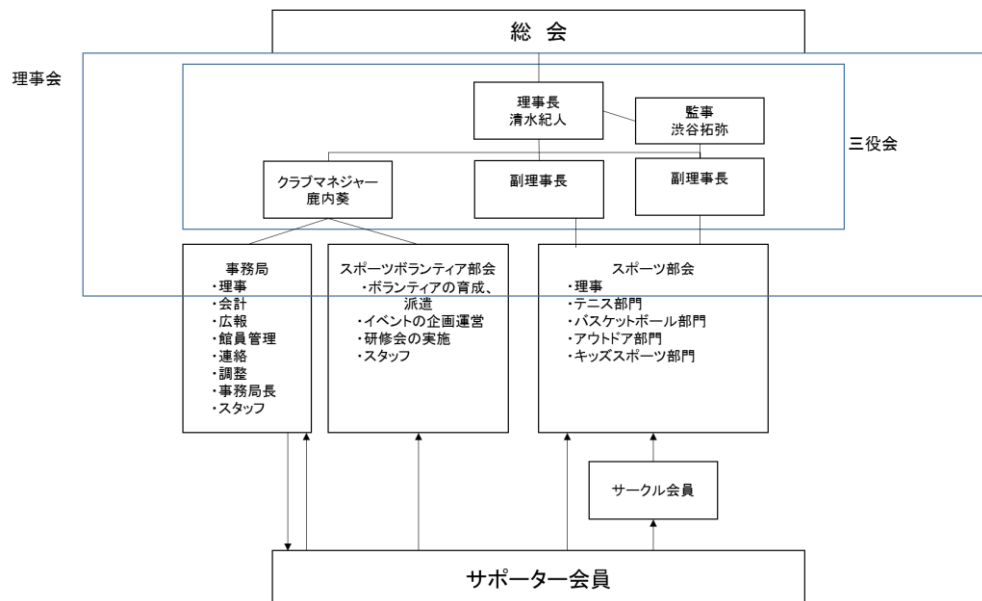 総　会
理事会
理事長
清水紀人
監事
渋谷拓弥
三役会
クラブマネジャー
鹿内葵
副理事長
副理事長
事務局
・理事
・会計
・広報
・館員管理
・連絡
・調整
・事務局長
・スタッフ
スポーツボランティア部会
・ボランティアの育成、
派遣
・イベントの企画運営
・研修会の実施
・スタッフ
スポーツ部会
・理事
・テニス部門
・バスケットボール部門
・アウトドア部門
・キッズスポーツ部門
サークル会員
サポーター会員